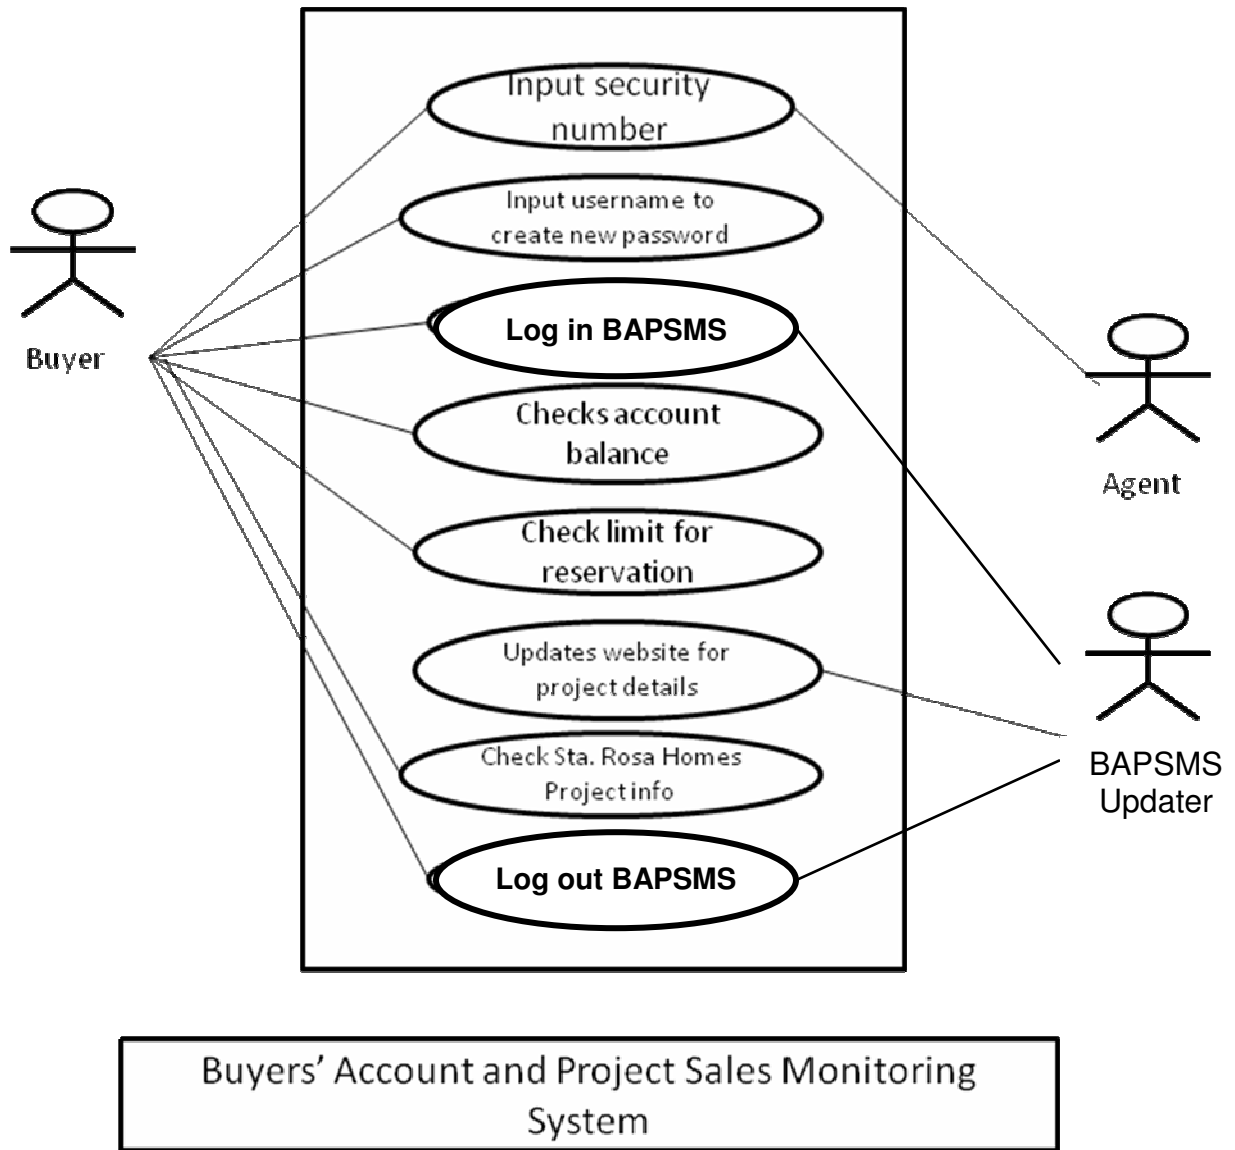 Input security
number
Input username to
create new password
Log in BAPSMS
Buyer
Checks account
balance
Agent
Check limit for
reservation
Updates website for
project details
Check Sta. Rosa Homes
Project info
BAPSMS
Updater
Log out BAPSMS
Buyers’ Account and Project Sales Monitoring
System